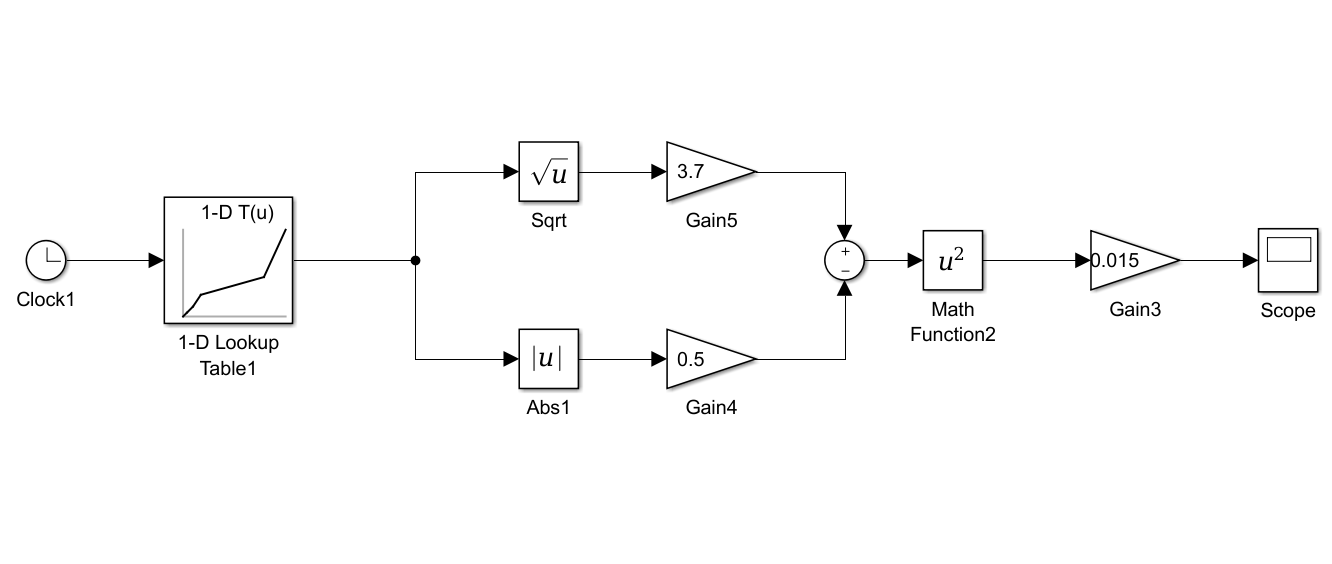 1-D T(u)
√u
3.7
Sqrt
Gain5
Clock1
1-D Lookup
Table1
+
−
u²
Math
Function2
0.015
Gain3
Scope
|u|
0.5
Abs1
Gain4